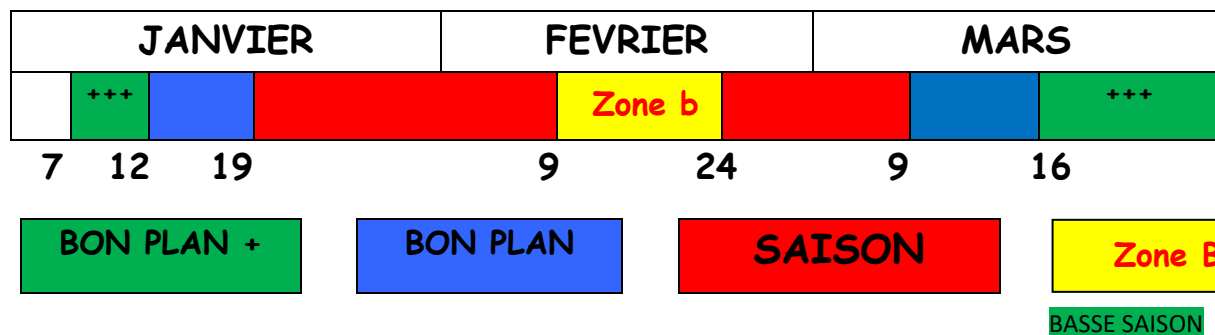 JANVIER FEVRIER MARS
+++ Zone b +++
7 12 19 9 24 9 16
BON PLAN + BON PLAN SAISON Zone B
BASSE SAISON